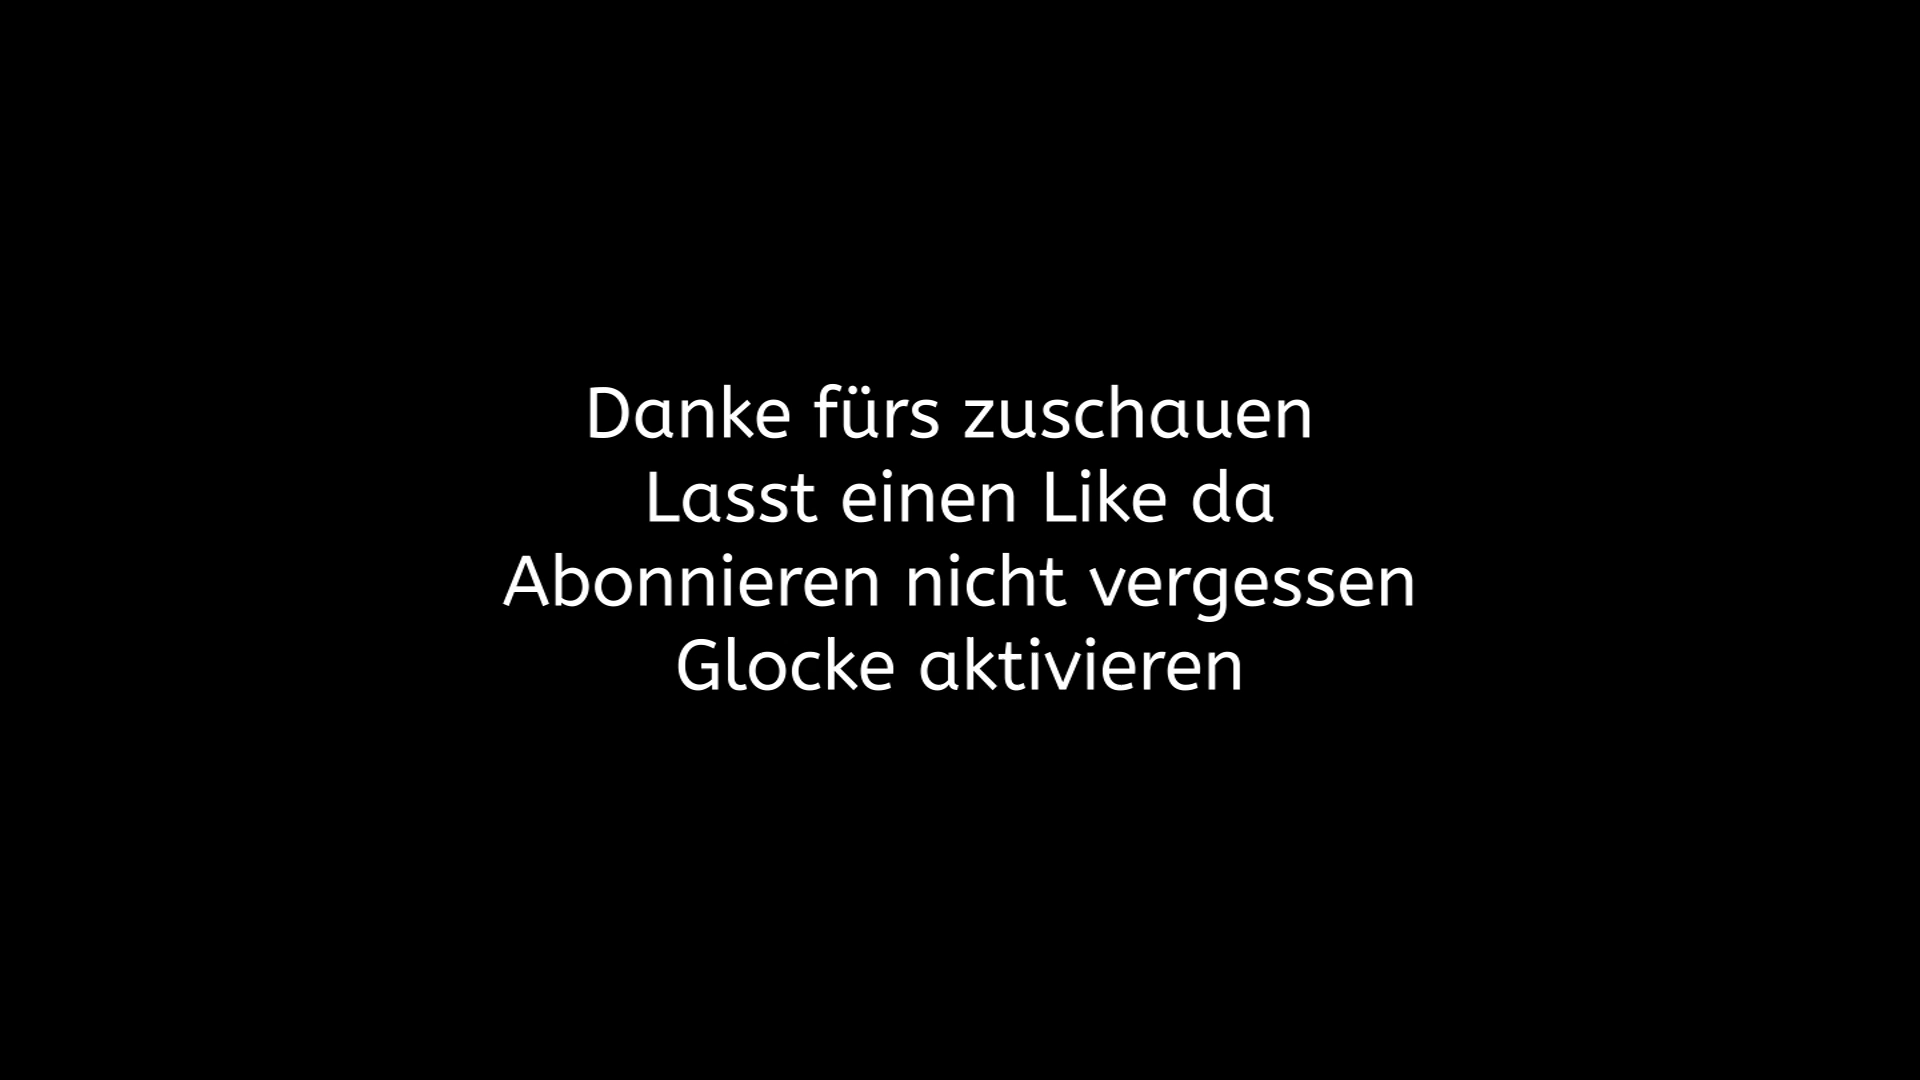 Danke fürs zuschauen
Lasst einen Like da
Abonnieren nicht vergessen
Glocke aktivieren